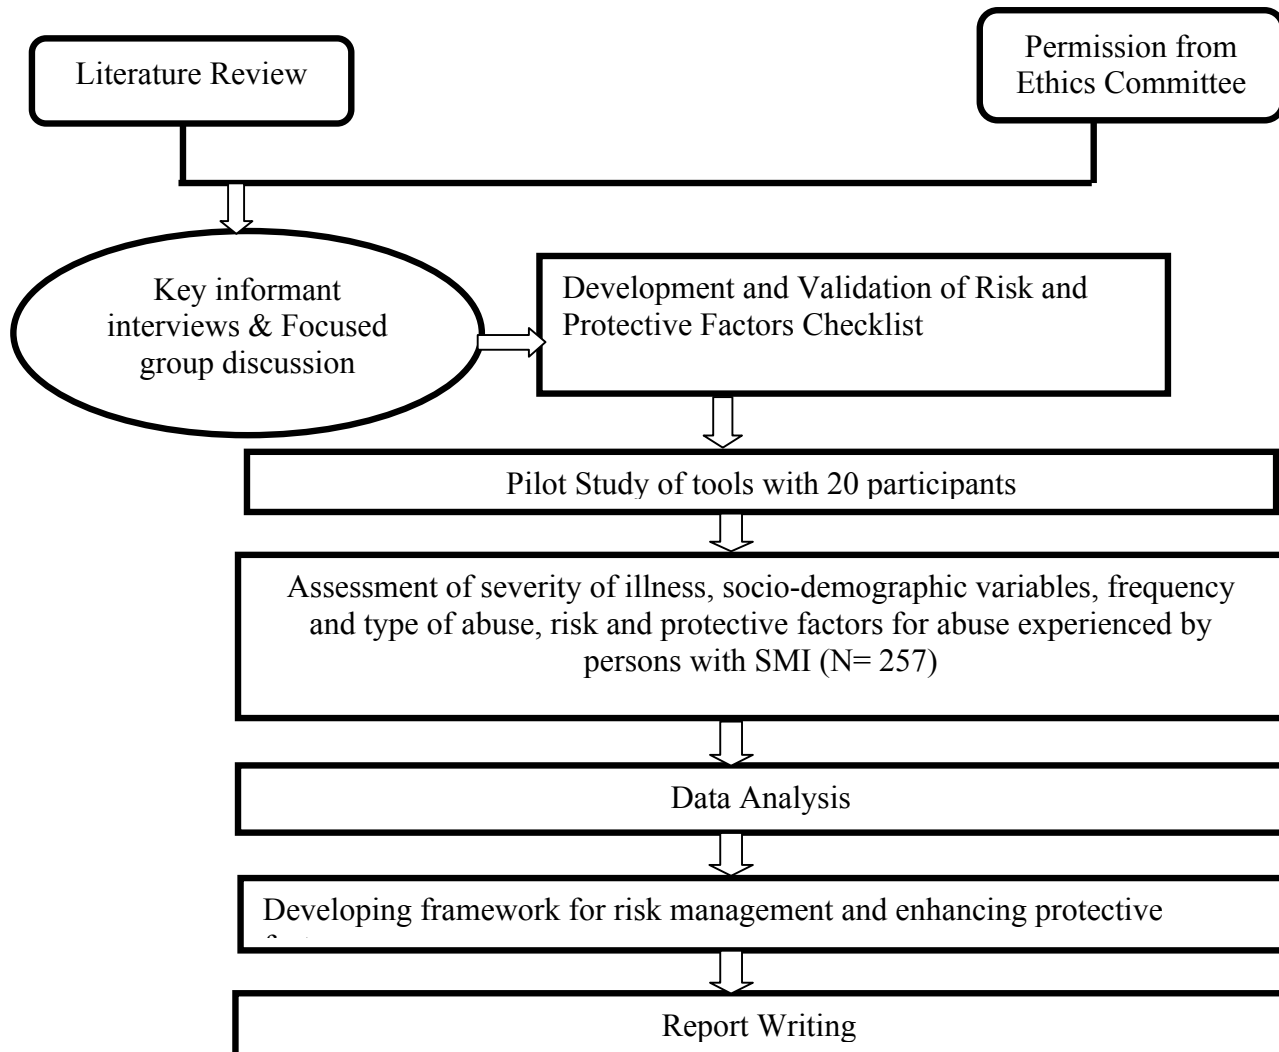 Literature Review
Permission from
Ethics Committee
Key informant
interviews & Focused
group discussion
Development and Validation of Risk and
Protective Factors Checklist
Pilot Study of tools with 20 participants
Assessment of severity of illness, socio-demographic variables, frequency
and type of abuse, risk and protective factors for abuse experienced by
persons with SMI (N= 257)
Data Analysis
Developing framework for risk management and enhancing protective
Report Writing